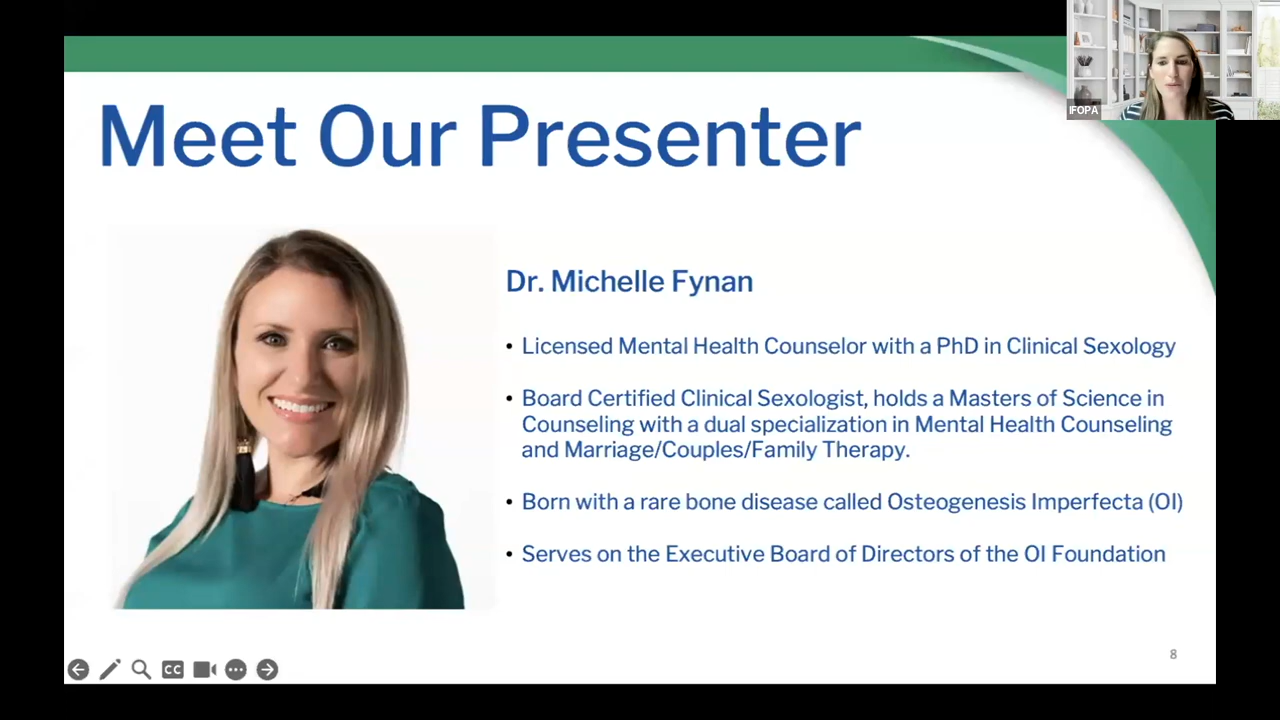 IFOPA
Meet Our Presenter
Dr. Michelle Fynan
• Licensed Mental Health Counselor with a PhD in Clinical Sexology
• Board Certified Clinical Sexologist, holds a Masters of Science in
Counseling with a dual specialization in Mental Health Counseling
and Marriage/Couples/Family Therapy.
• Born with a rare bone disease called Osteogenesis Imperfecta (OI)
• Serves on the Executive Board of Directors of the OI Foundation
8
CC